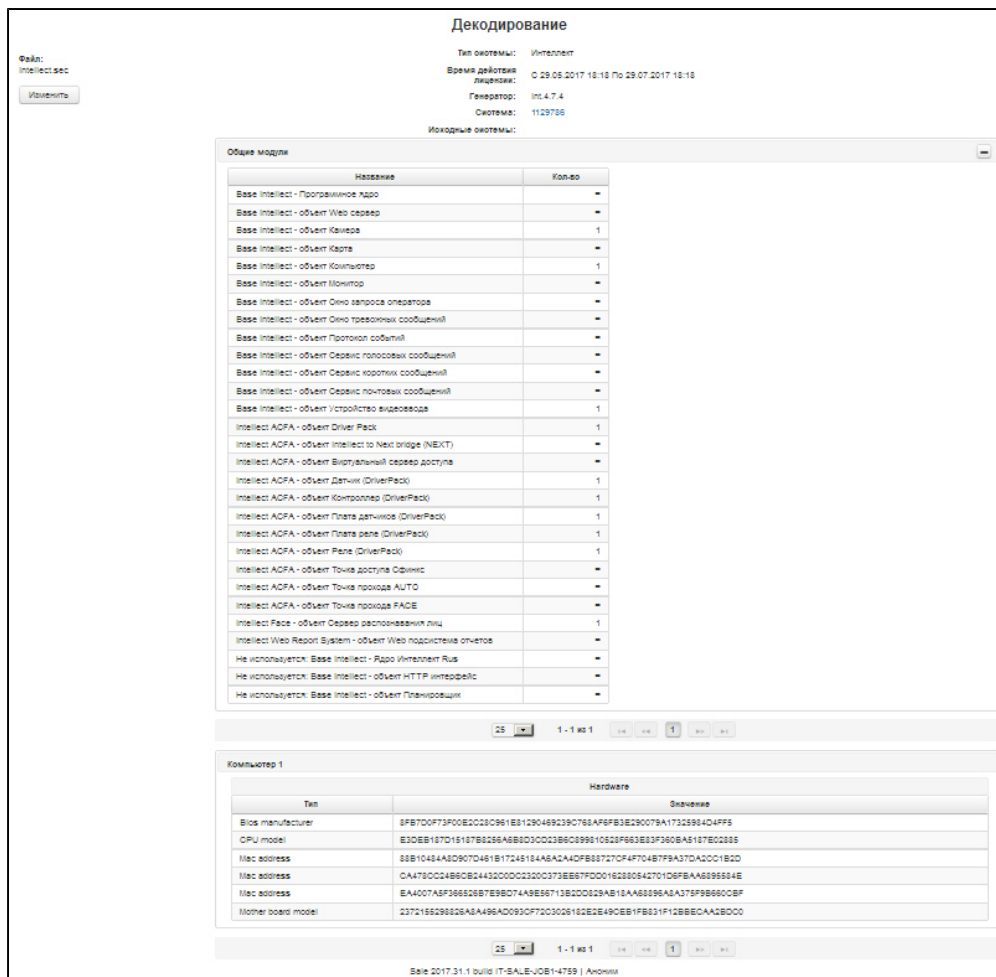 Декодирование
Файл:
intellect.sec
Изменить
Тип системы: Интеллект
Время действия лицензии: С 29.05.2017 18:18 По 29.07.2017 18:18
Генератор: Int.4.7.4
Система: 1129786
Исходные системы:
Общие модули
Название Кол-во
Base Intellect - Программное ядро -
Base Intellect - объект Web сервер -
Base Intellect - объект Камера 1
Base Intellect - объект Карта -
Base Intellect - объект Компьютер 1
Base Intellect - объект Монитор -
Base Intellect - объект Окно запроса оператора -
Base Intellect - объект Окно тревожных сообщений -
Base Intellect - объект Протокол событий -
Base Intellect - объект Сервис голосовых сообщений -
Base Intellect - объект Сервис коротких сообщений -
Base Intellect - объект Сервис почтовых сообщений -
Base Intellect - объект Устройство видеоввода 1
Intellect ACFA - объект Driver Pack 1
Intellect ACFA - объект Intellect to Next bridge (NEXT) -
Intellect ACFA - объект Виртуальный сервер доступа -
Intellect ACFA - объект Датчик (DriverPack) 1
Intellect ACFA - объект Контроллер (DriverPack) 1
Intellect ACFA - объект Плата датчиков (DriverPack) 1
Intellect ACFA - объект Плата реле (DriverPack) 1
Intellect ACFA - объект Реле (DriverPack) 1
Intellect ACFA - объект Точка доступа Сфинкс -
Intellect ACFA - объект Точка прохода AUTO -
Intellect ACFA - объект Точка прохода FACE -
Intellect Face - объект Сервер распознавания лиц 1
Intellect Web Report System - объект Web подсистема отчетов -
Не используется: Base Intellect - Ядро Интеллект Rus -
Не используется: Base Intellect - объект HTTP интерфейс -
Не используется: Base Intellect - объект Планировщик -
25 1 - 1 из 1 1
Компьютер 1
Hardware
Тип Значение
Bios manufacturer 8FB7D0F73F00E2C28C961E81290469239C768AF6FB3E290079A17325984D4FF5
CPU model E3DEB187D15187B8256A6B8D3CD23B6C899810528F663E83F360BA5187E02885
Mac address 88B10484A8D907D461B17245184A6A2A4DFB88727CF4F704B7F9A37DA2CC1B2D
Mac address CA478CC24B6CB24432C0DC2320C373EE67FDD0162880542701D6FBAA6895584E
Mac address EA4007A5F366526B7E9BD74A9E56713B2DD829AB18AA68896A8A375F9B660CBF
Mother board model 2372155298826A8A496AD093CF72C3026182E2E49CEB1FB831F12BBECAA2BDC0
25 1 - 1 из 1 1
Sale 2017.31.1 build IT-SALE-JOB1-4759 | Аноним